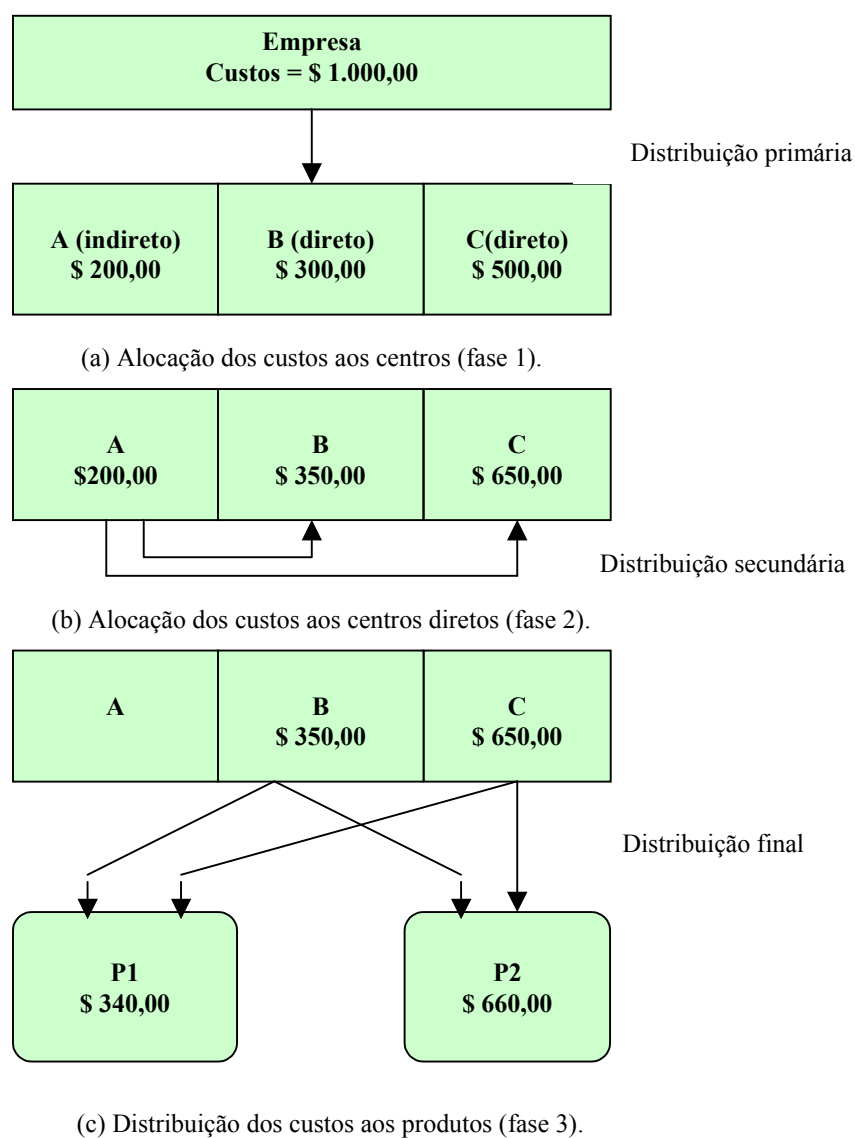 Empresa
Custos = $ 1.000,00
Distribuição primária
A (indireto)
$ 200,00
B (direto)
$ 300,00
C(direto)
$ 500,00
(a) Alocação dos custos aos centros (fase 1).
A
$200,00
B
$ 350,00
C
$ 650,00
Distribuição secundária
(b) Alocação dos custos aos centros diretos (fase 2).
A
B
$ 350,00
C
$ 650,00
Distribuição final
P1
$ 340,00
P2
$ 660,00
(c) Distribuição dos custos aos produtos (fase 3).